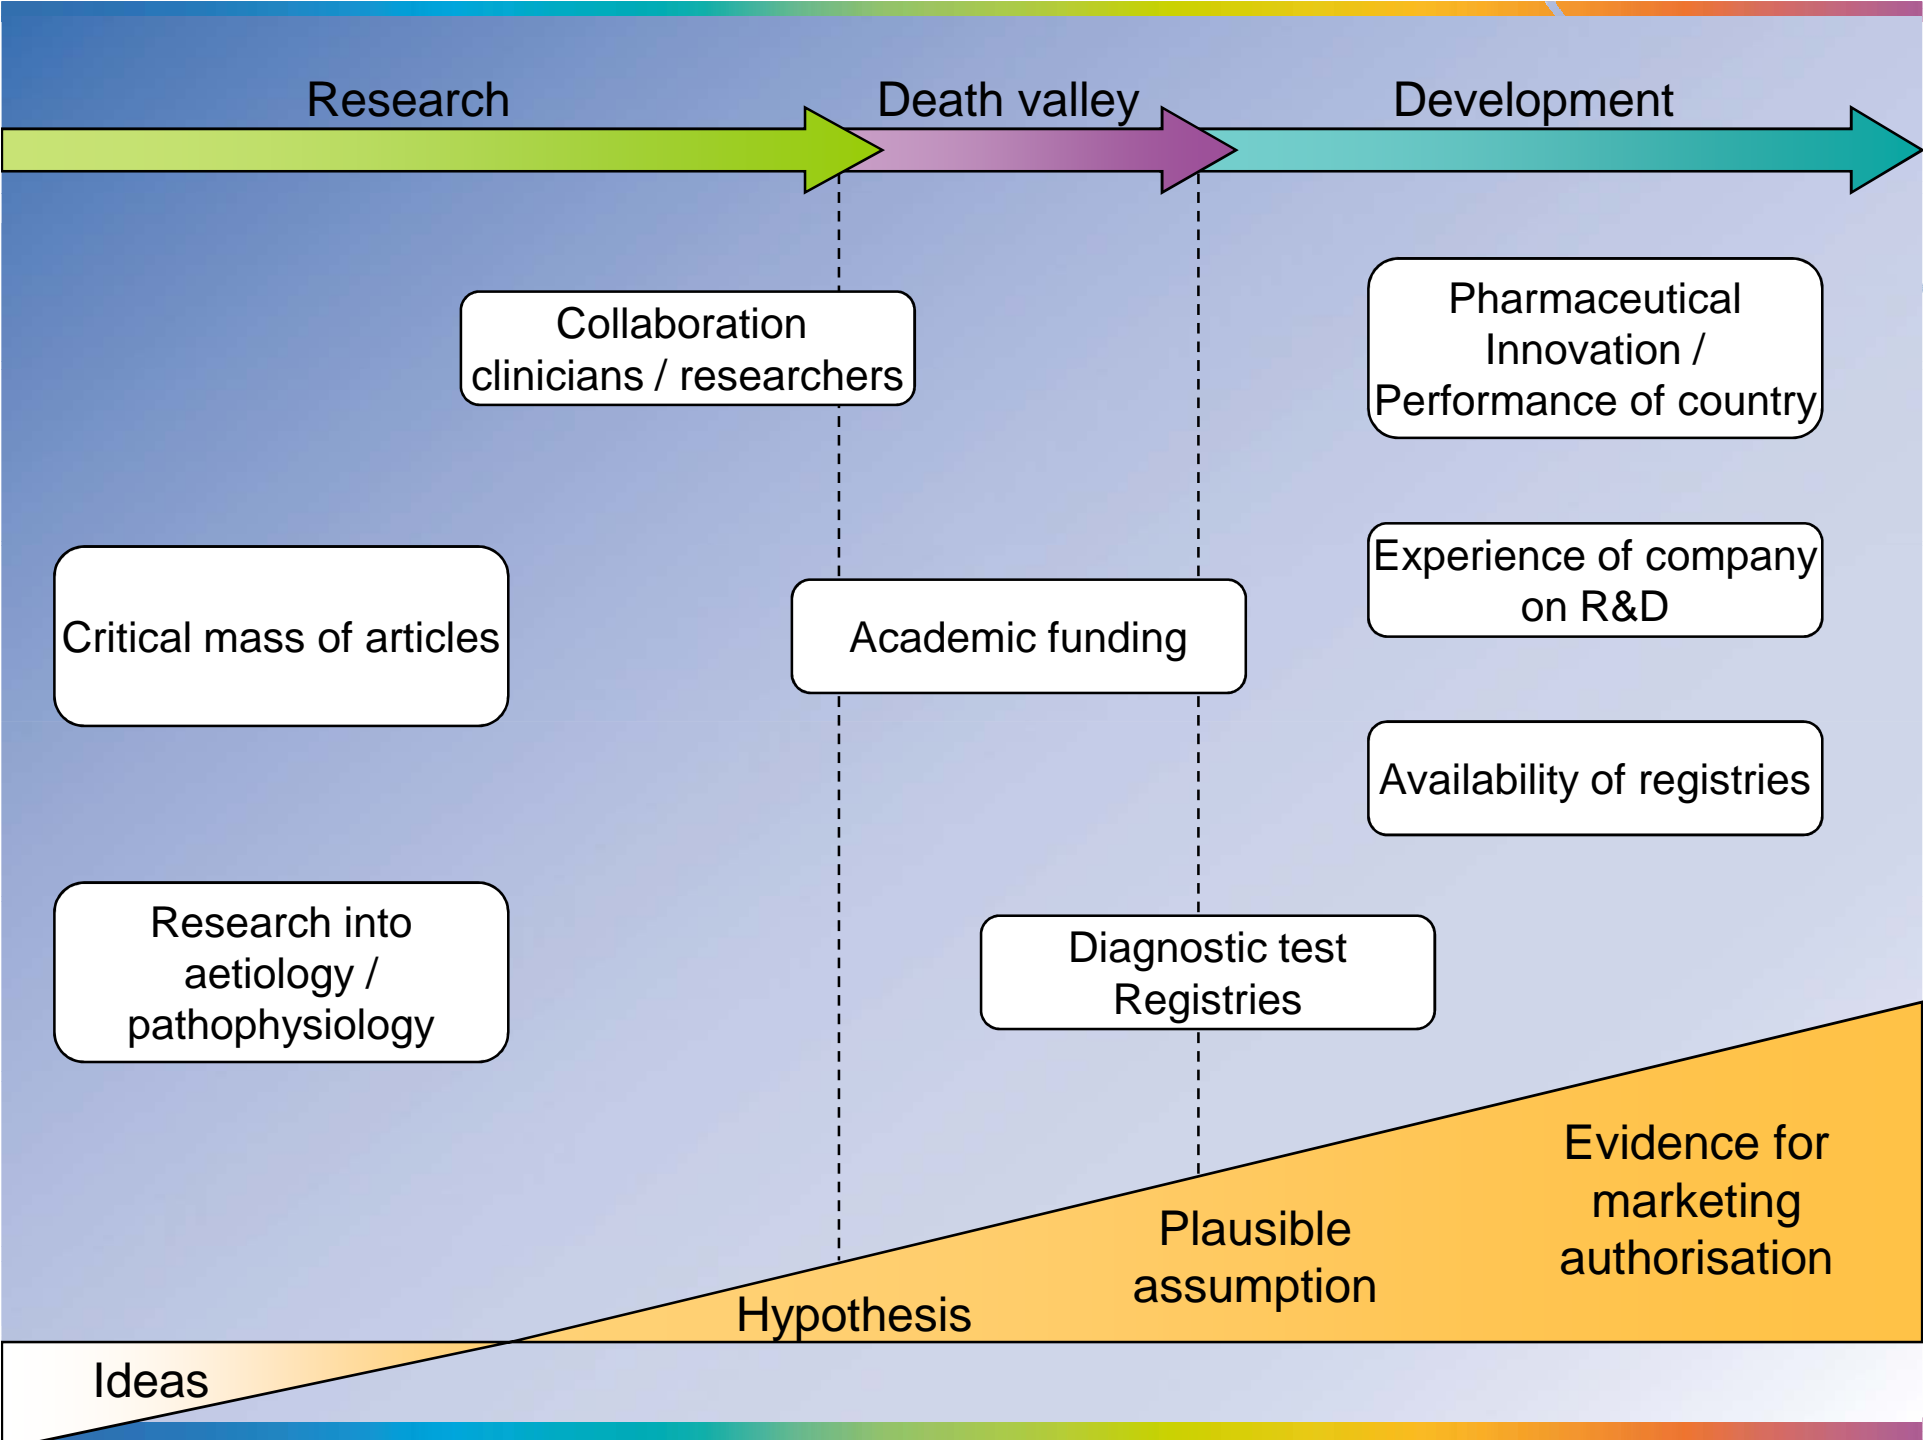 Research
Death valley
Development
Collaboration
clinicians / researchers
Pharmaceutical
Innovation /
Performance of country
Critical mass of articles
Academic funding
Experience of company
on R&D
Availability of registries
Research into
aetiology /
pathophysiology
Diagnostic test
Registries
Ideas
Hypothesis
Plausible
assumption
Evidence for
marketing
authorisation